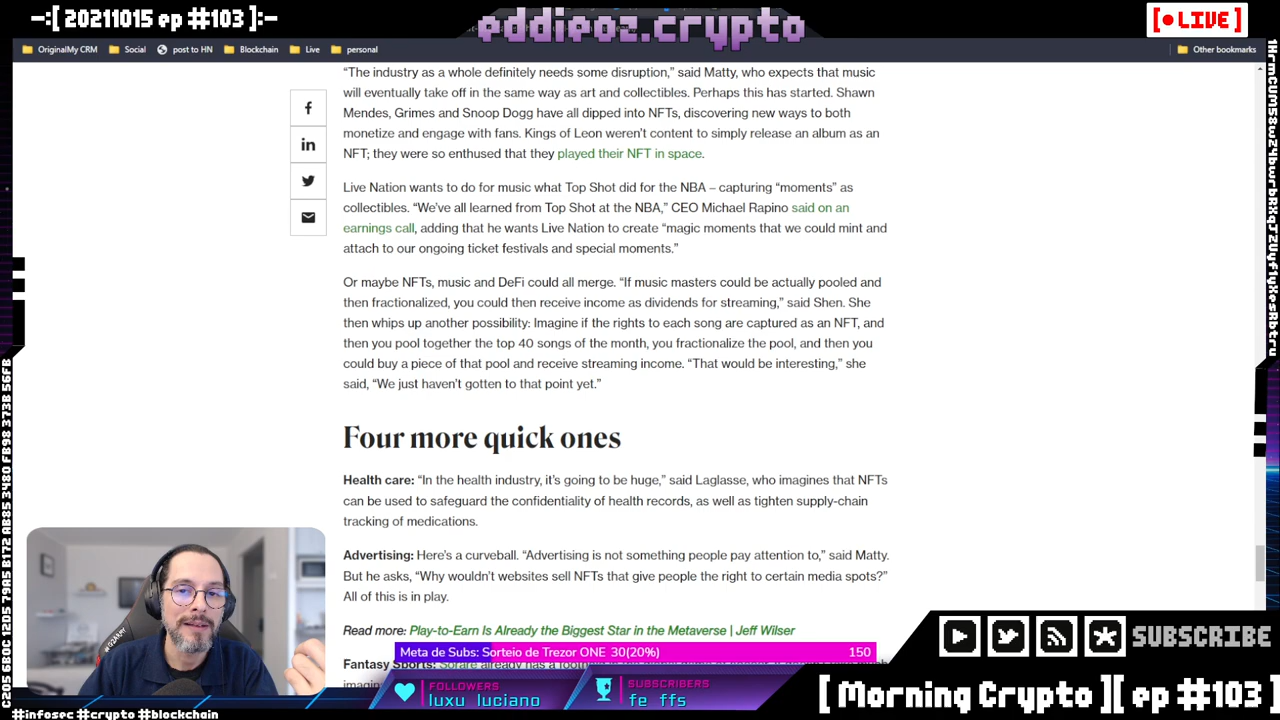 -:[ 20211015 ep #103 ]:-
eddieoz.crypto
[ LIVE ]
OriginalMy CRM
Social
post to HN
Blockchain
Live
personal
Other bookmarks
“The industry as a whole definitely needs some disruption,” said Matty, who expects that music
will eventually take off in the same way as art and collectibles. Perhaps this has started. Shawn
Mendes, Grimes and Snoop Dogg have all dipped into NFTs, discovering new ways to both
monetize and engage with fans. Kings of Leon weren’t content to simply release an album as an
NFT; they were so enthused that they played their NFT in space.
Live Nation wants to do for music what Top Shot did for the NBA – capturing “moments” as
collectibles. “We’ve all learned from Top Shot at the NBA,” CEO Michael Rapino said on an
earnings call, adding that he wants Live Nation to create “magic moments that we could mint and
attach to our ongoing ticket festivals and special moments.”
Or maybe NFTs, music and DeFi could all merge. “If music masters could be actually pooled and
then fractionalized, you could then receive income as dividends for streaming,” said Shen. She
then whips up another possibility: Imagine if the rights to each song are captured as an NFT, and
then you pool together the top 40 songs of the month, you fractionalize the pool, and then you
could buy a piece of that pool and receive streaming income. “That would be interesting,” she
said, “We just haven’t gotten to that point yet.”
Four more quick ones
Health care: “In the health industry, it’s going to be huge,” said Laglasse, who imagines that NFTs
can be used to safeguard the confidentiality of health records, as well as tighten supply-chain
tracking of medications.
Advertising: Here’s a curveball. “Advertising is not something people pay attention to,” said Matty.
But he asks, “Why wouldn’t websites sell NFTs that give people the right to certain media spots?”
All of this is in play.
Read more: Play-to-Earn Is Already the Biggest Star in the Metaverse | Jeff Wilser
Fantasy Sports: Sorare already has a
Meta de Subs: Sorteio de Trezor ONE 30(20%)
150
FOLLOWERS
luxu luciano
SUBSCRIBERS
fe ffs
SUBSCRIBE
[ Morning Crypto ][ ep #103 ]
#infosec #crypto #blockchain